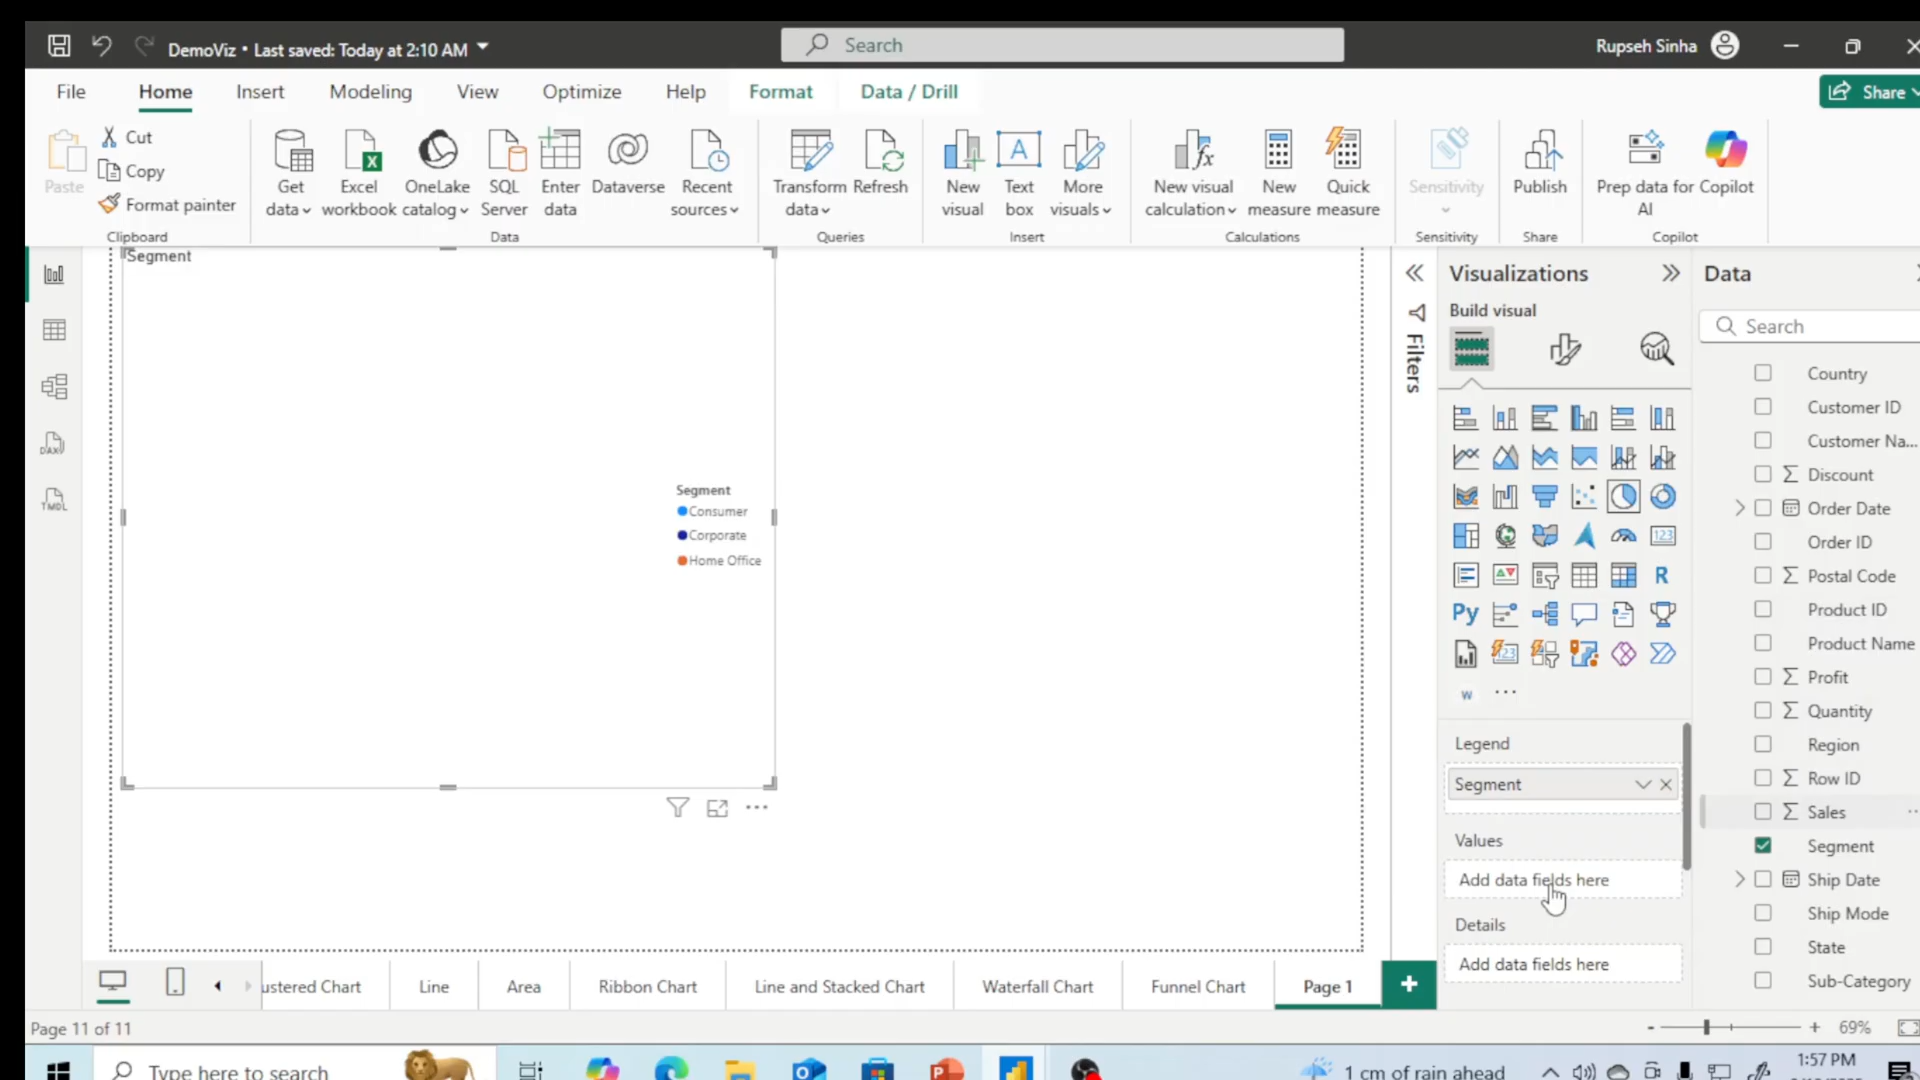 DemoViz • Last saved: Today at 2:10 AM
Search
Rupseh Sinha
File
Home
Insert
Modeling
View
Optimize
Help
Format
Data / Drill
Share
Paste
Cut
Copy
Format painter
Clipboard
Get data
Excel workbook
OneLake catalog
SQL Server
Enter data
Dataverse
Recent sources
Data
Transform data
Refresh
Queries
New visual
Text box
More visuals
Insert
New visual calculation
New measure
Quick measure
Calculations
Sensitivity
Sensitivity
Publish
Share
Prep data for AI
Copilot
Copilot
Segment
Segment
Consumer
Corporate
Home Office
DAX
TMDL
Filters
Visualizations
Build visual
123
R
Py
123
W
Legend
Segment
Values
Add data fields here
Details
Add data fields here
Data
Search
Country
Customer ID
Customer Na...
Discount
Order Date
Order ID
Postal Code
Product ID
Product Name
Profit
Quantity
Region
Row ID
Sales
Segment
Ship Date
Ship Mode
State
Sub-Category
ustered Chart
Line
Area
Ribbon Chart
Line and Stacked Chart
Waterfall Chart
Funnel Chart
Page 1
Page 11 of 11
69%
Type here to search
1 cm of rain ahead
1:57 PM